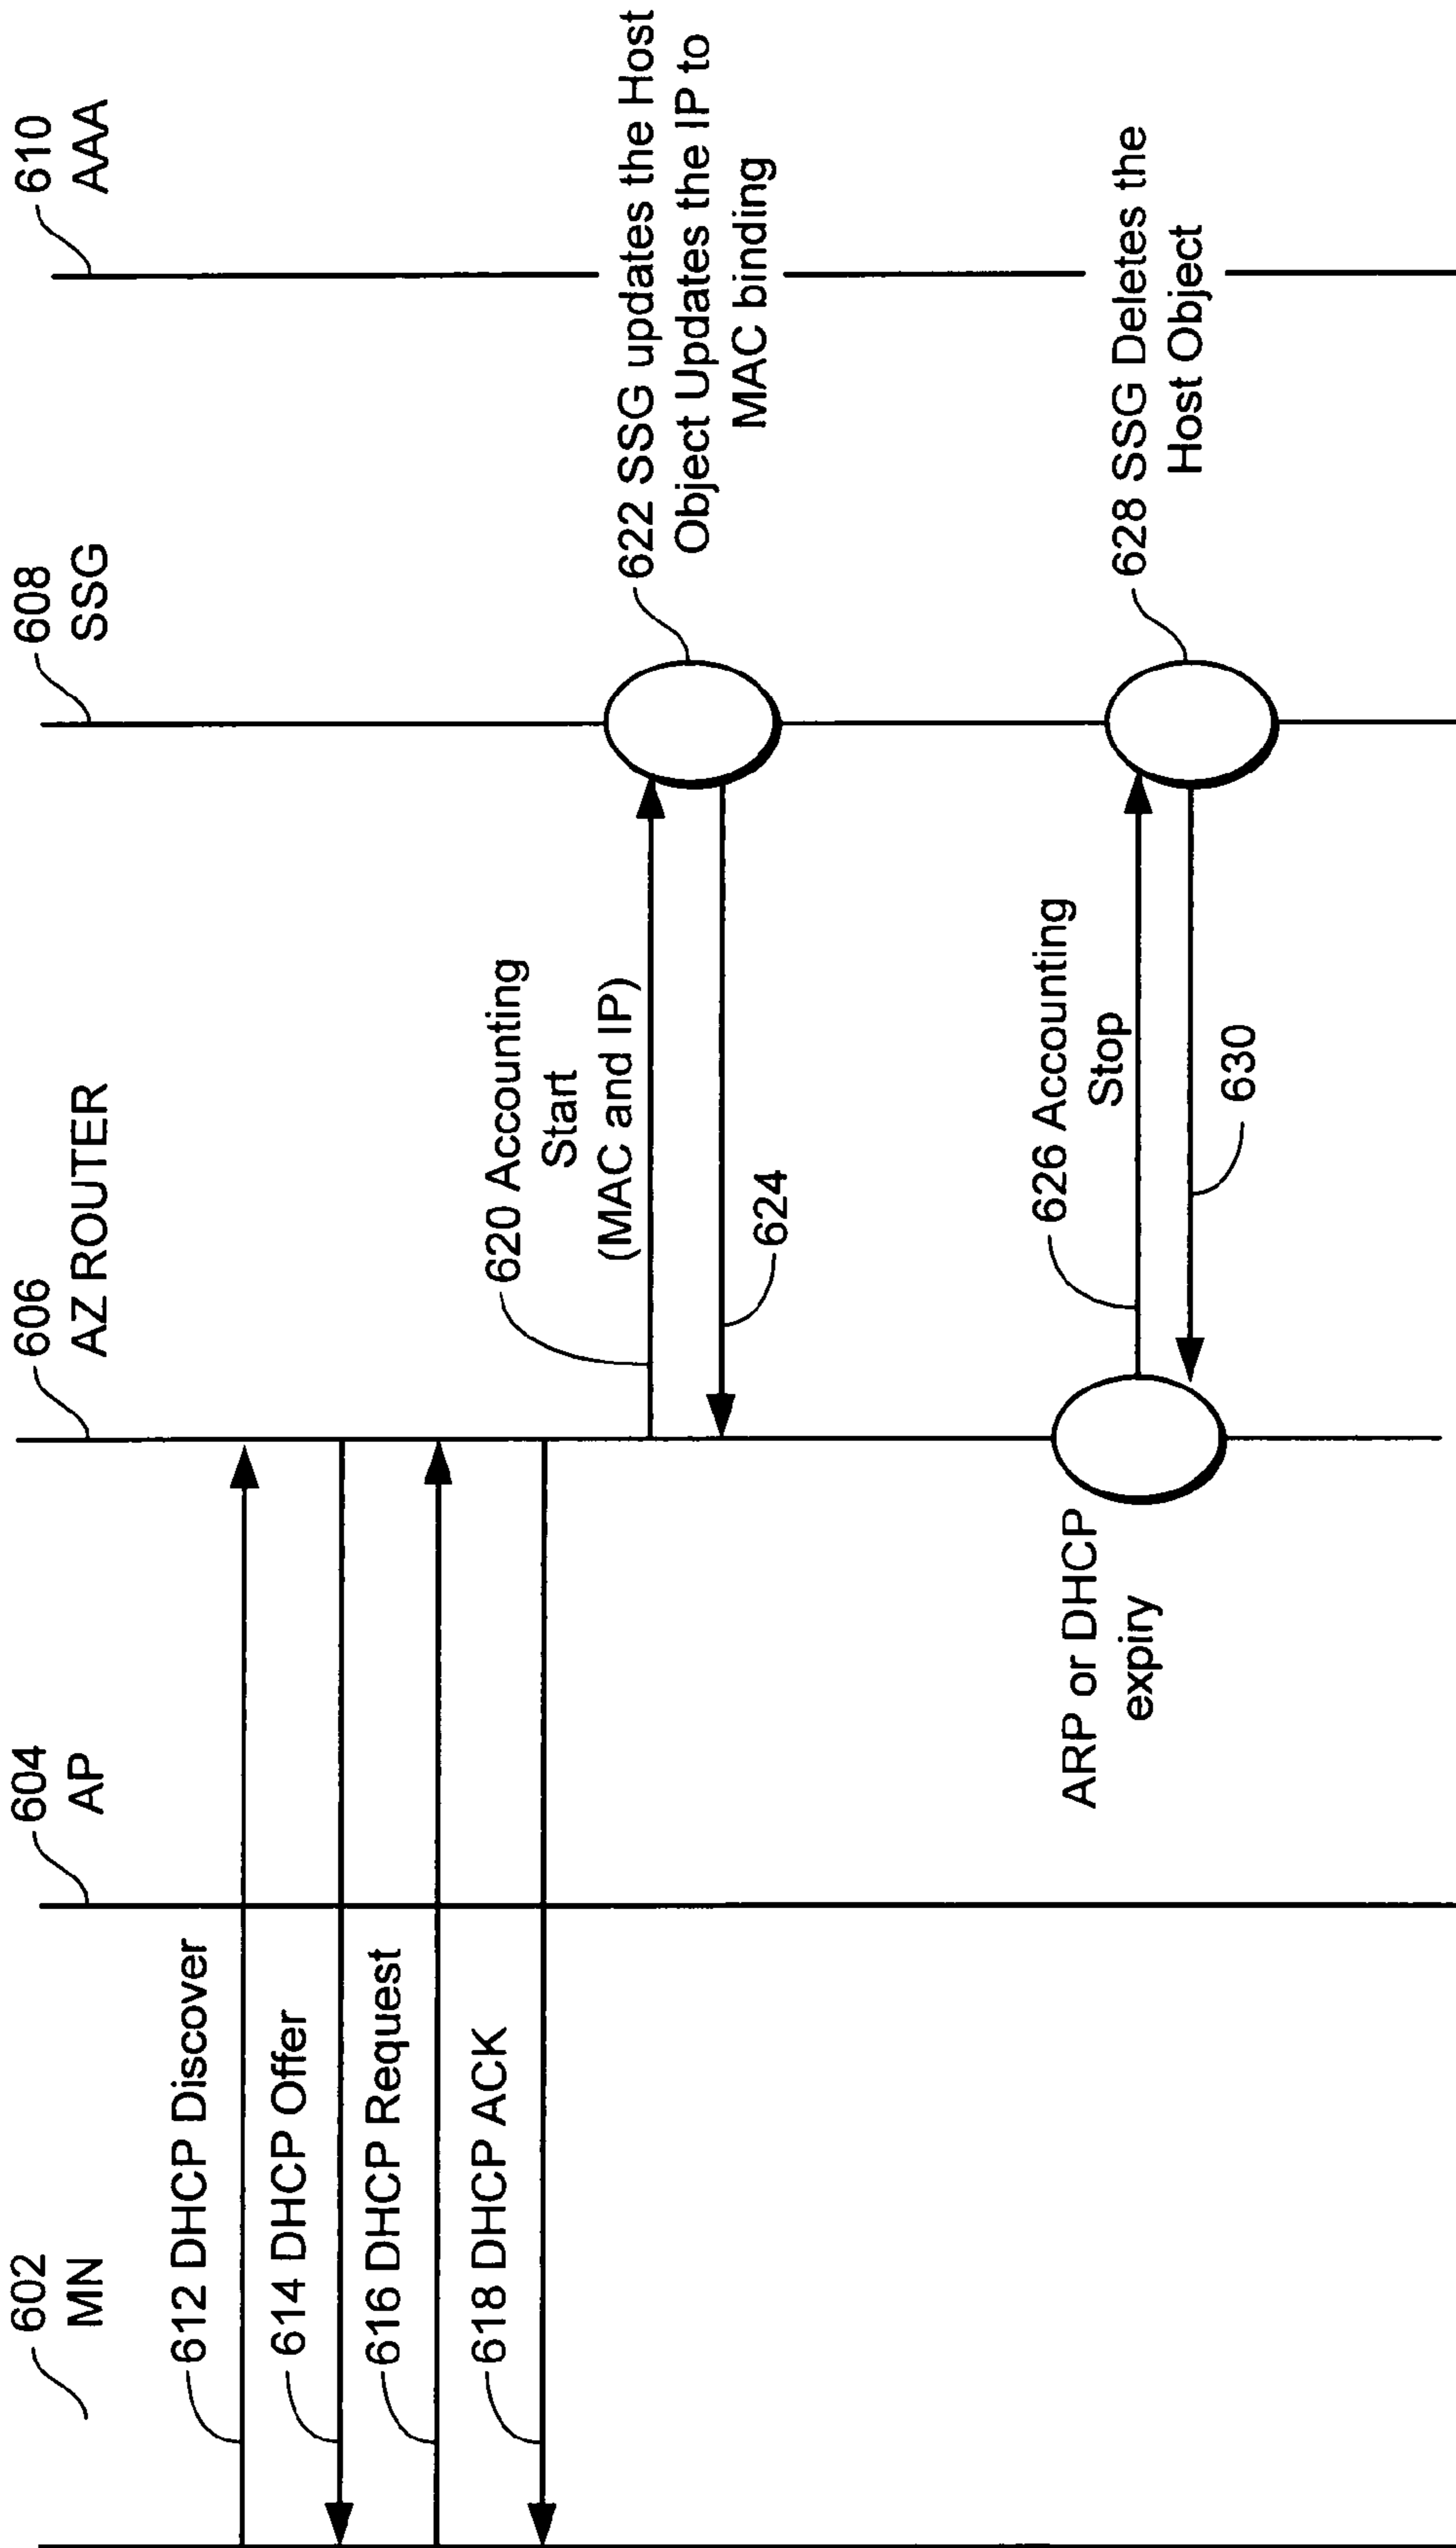 602
MN
604
AP
606
AZ ROUTER
608
SSG
610
AAA
612 DHCP Discover
614 DHCP Offer
616 DHCP Request
618 DHCP ACK
620 Accounting
Start
(MAC and IP)
622 SSG updates the Host
Object Updates the IP to
MAC binding
624
ARP or DHCP
expiry
626 Accounting
Stop
628 SSG Deletes the
Host Object
630